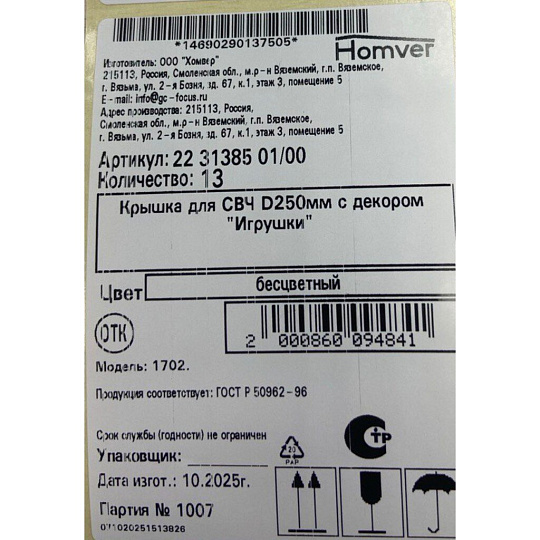 *14690290137505*
Homver
Изготовитель: ООО "Хомвер"
215113, Россия, Смоленская обл., м.р-н Вяземский, г.п. Вяземское,
г. Вязьма, ул. 2-я Бозня, зд. 67, к.1, этаж 3, помещение 5
E-mail: info@gc-focus.ru
Адрес производства: 215113, Россия,
Смоленская обл., м.р-н Вяземский, г.п. Вяземское,
г. Вязьма, ул. 2-я Бозня, зд. 67, к.1, этаж 3, помещение 5
Артикул: 22 31385 01/00
Количество: 13
Крышка для СВЧ D250мм с декором
"Игрушки"
Цвет бесцветный
ОТК
2 000860 094841
Модель: 1702.
Продукция соответствует: ГОСТ Р 50962-96
Срок службы (годности) не ограничен
Упаковщик:
20
PAP
СТР
Дата изгот.: 10.2025г.
Партия № 1007
071020251513826